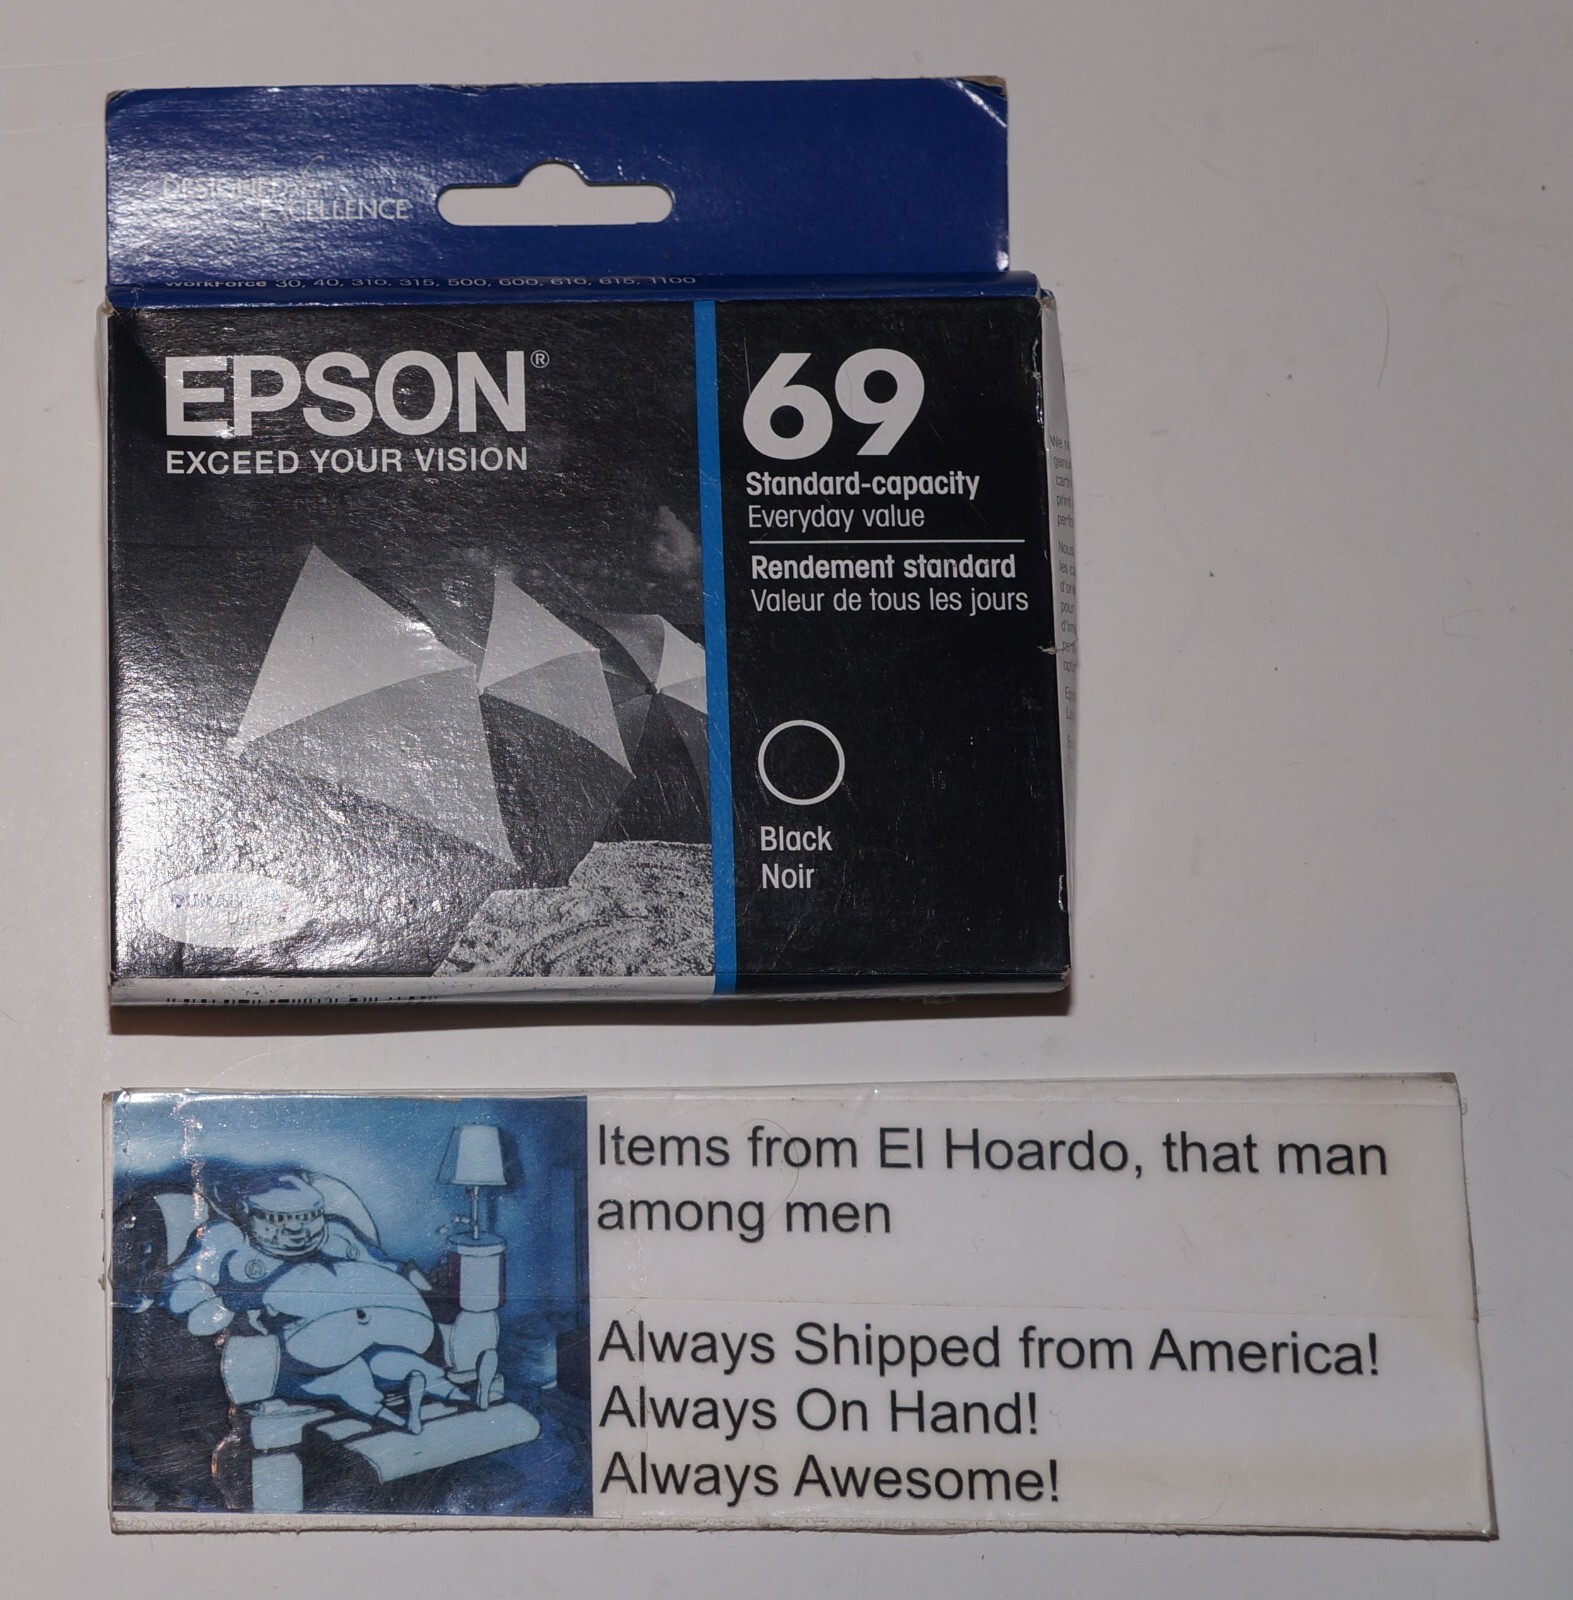 DESIGNED for
EXCELLENCE
WorkForce 30, 40, 310, 315, 500, 600, 610, 615, 1100
EPSON®
EXCEED YOUR VISION
69
Standard-capacity
Everyday value
Rendement standard
Valeur de tous les jours
Black
Noir
Items from El Hoardo, that man
among men
Always Shipped from America!
Always On Hand!
Always Awesome!